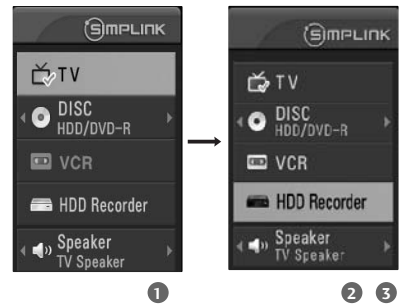 SIMPLINK
TV
DISC
HDD/DVD-R
VCR
HDD Recorder
Speaker
TV Speaker
1
SIMPLINK
TV
DISC
HDD/DVD-R
VCR
HDD Recorder
Speaker
TV Speaker
2 3